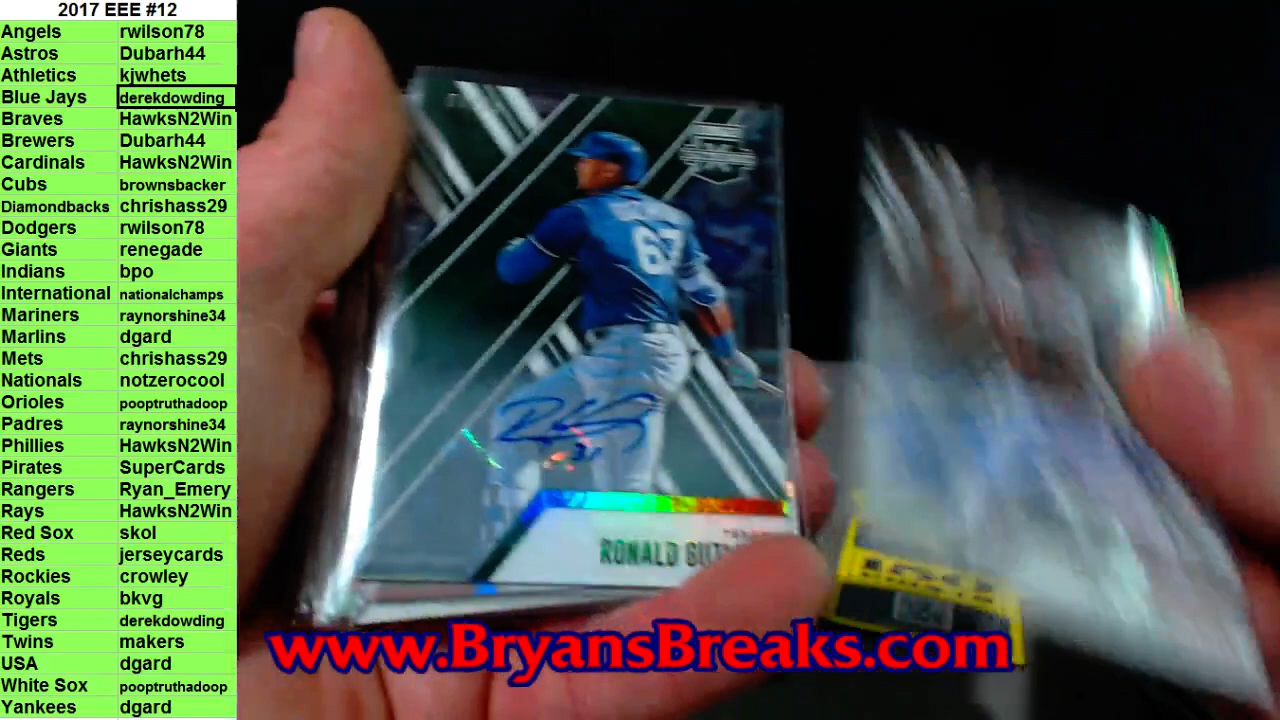 2017 EEE #12
Angels rwilson78
Astros Dubarh44
Athletics kjwhets
Blue Jays derekdowding
Braves HawksN2Win
Brewers Dubarh44
Cardinals HawksN2Win
Cubs brownsbacker
Diamondbacks chrishass29
Dodgers rwilson78
Giants renegade
Indians bpo
International nationalchamps
Mariners raynorshine34
Marlins dgard
Mets chrishass29
Nationals notzerocool
Orioles pooptruthadoop
Padres raynorshine34
Phillies HawksN2Win
Pirates SuperCards
Rangers Ryan_Emery
Rays HawksN2Win
Red Sox skol
Reds jerseycards
Rockies crowley
Royals bkvg
Tigers derekdowding
Twins makers
USA dgard
White Sox pooptruthadoop
Yankees dgard
67
RONALD
www.BryansBreaks.com